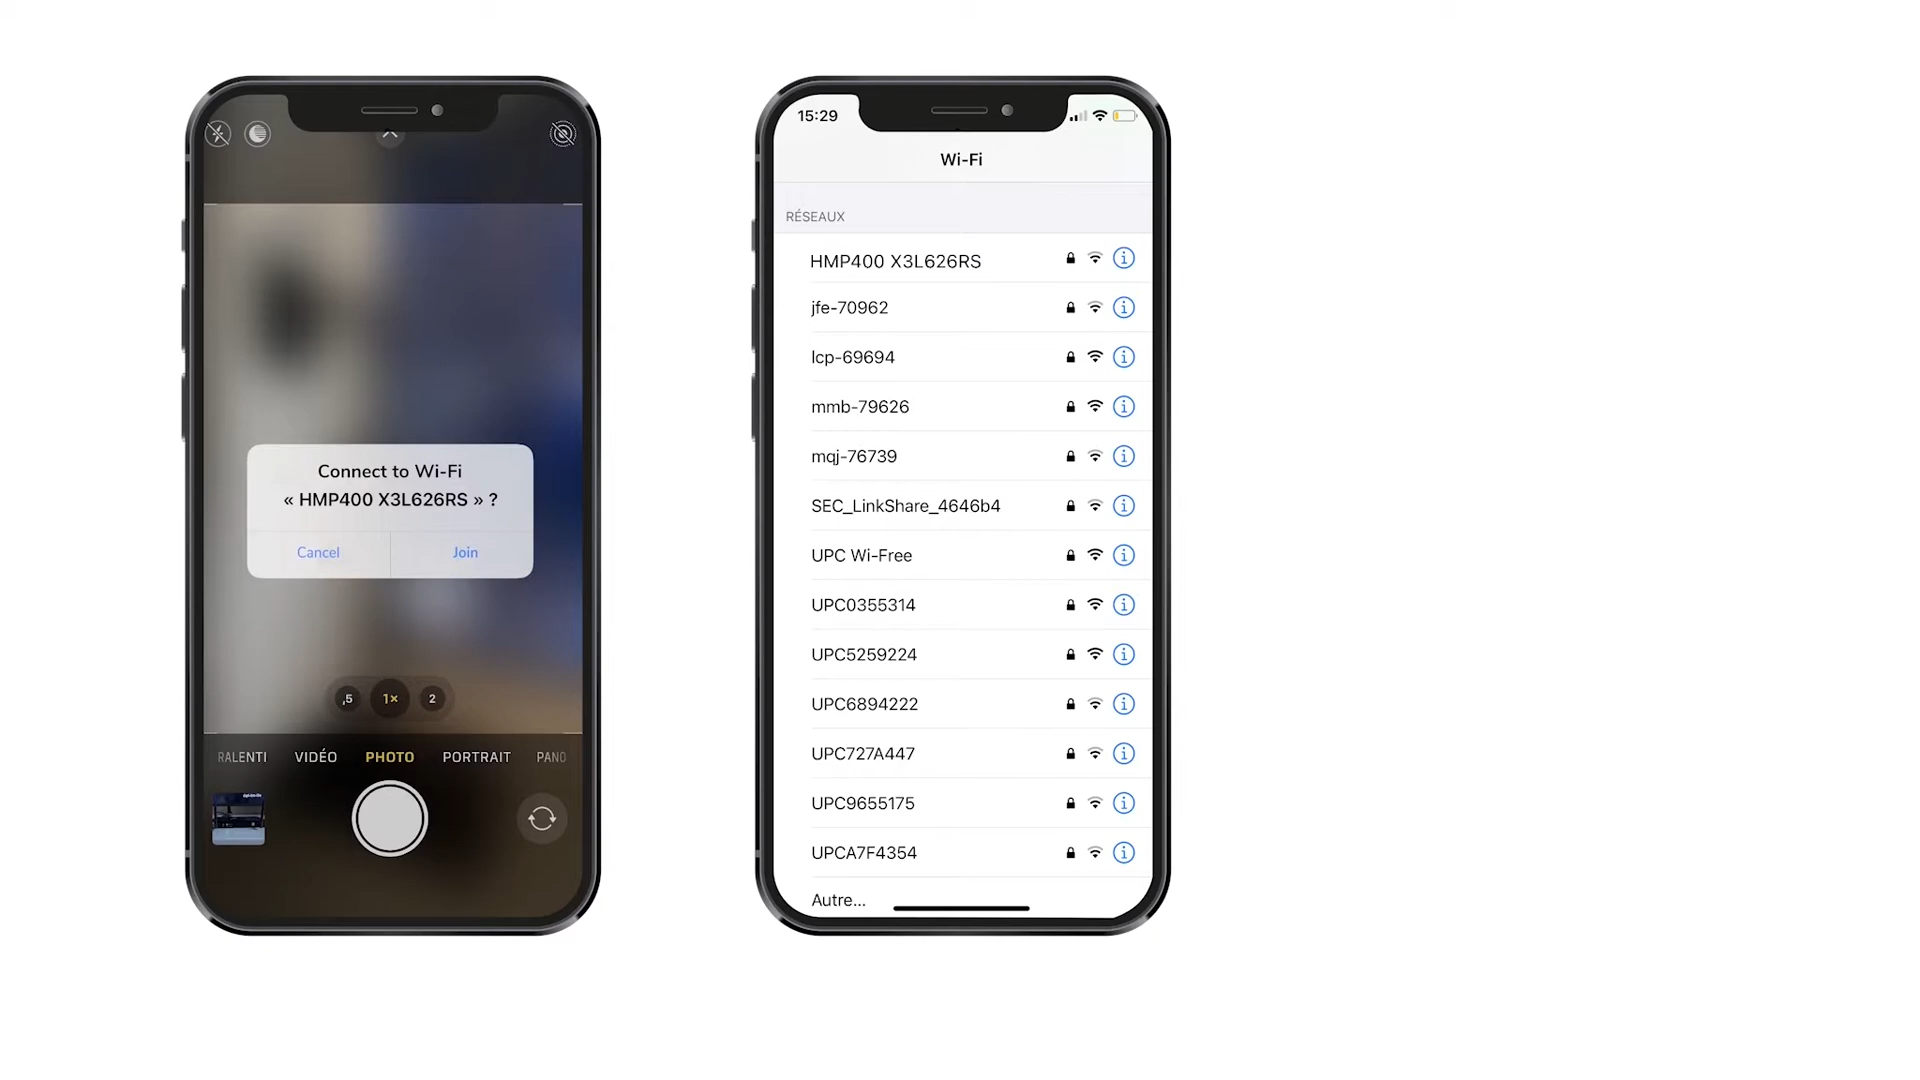 Connect to Wi-Fi
« HMP400 X3L626RS » ?
Cancel
Join
,5
1×
2
RALENTI
VIDÉO
PHOTO
PORTRAIT
PANO
15:29
Wi-Fi
RÉSEAUX
HMP400 X3L626RS
jfe-70962
lcp-69694
mmb-79626
mqj-76739
SEC_LinkShare_4646b4
UPC Wi-Free
UPC0355314
UPC5259224
UPC6894222
UPC727A447
UPC9655175
UPCA7F4354
Autre...